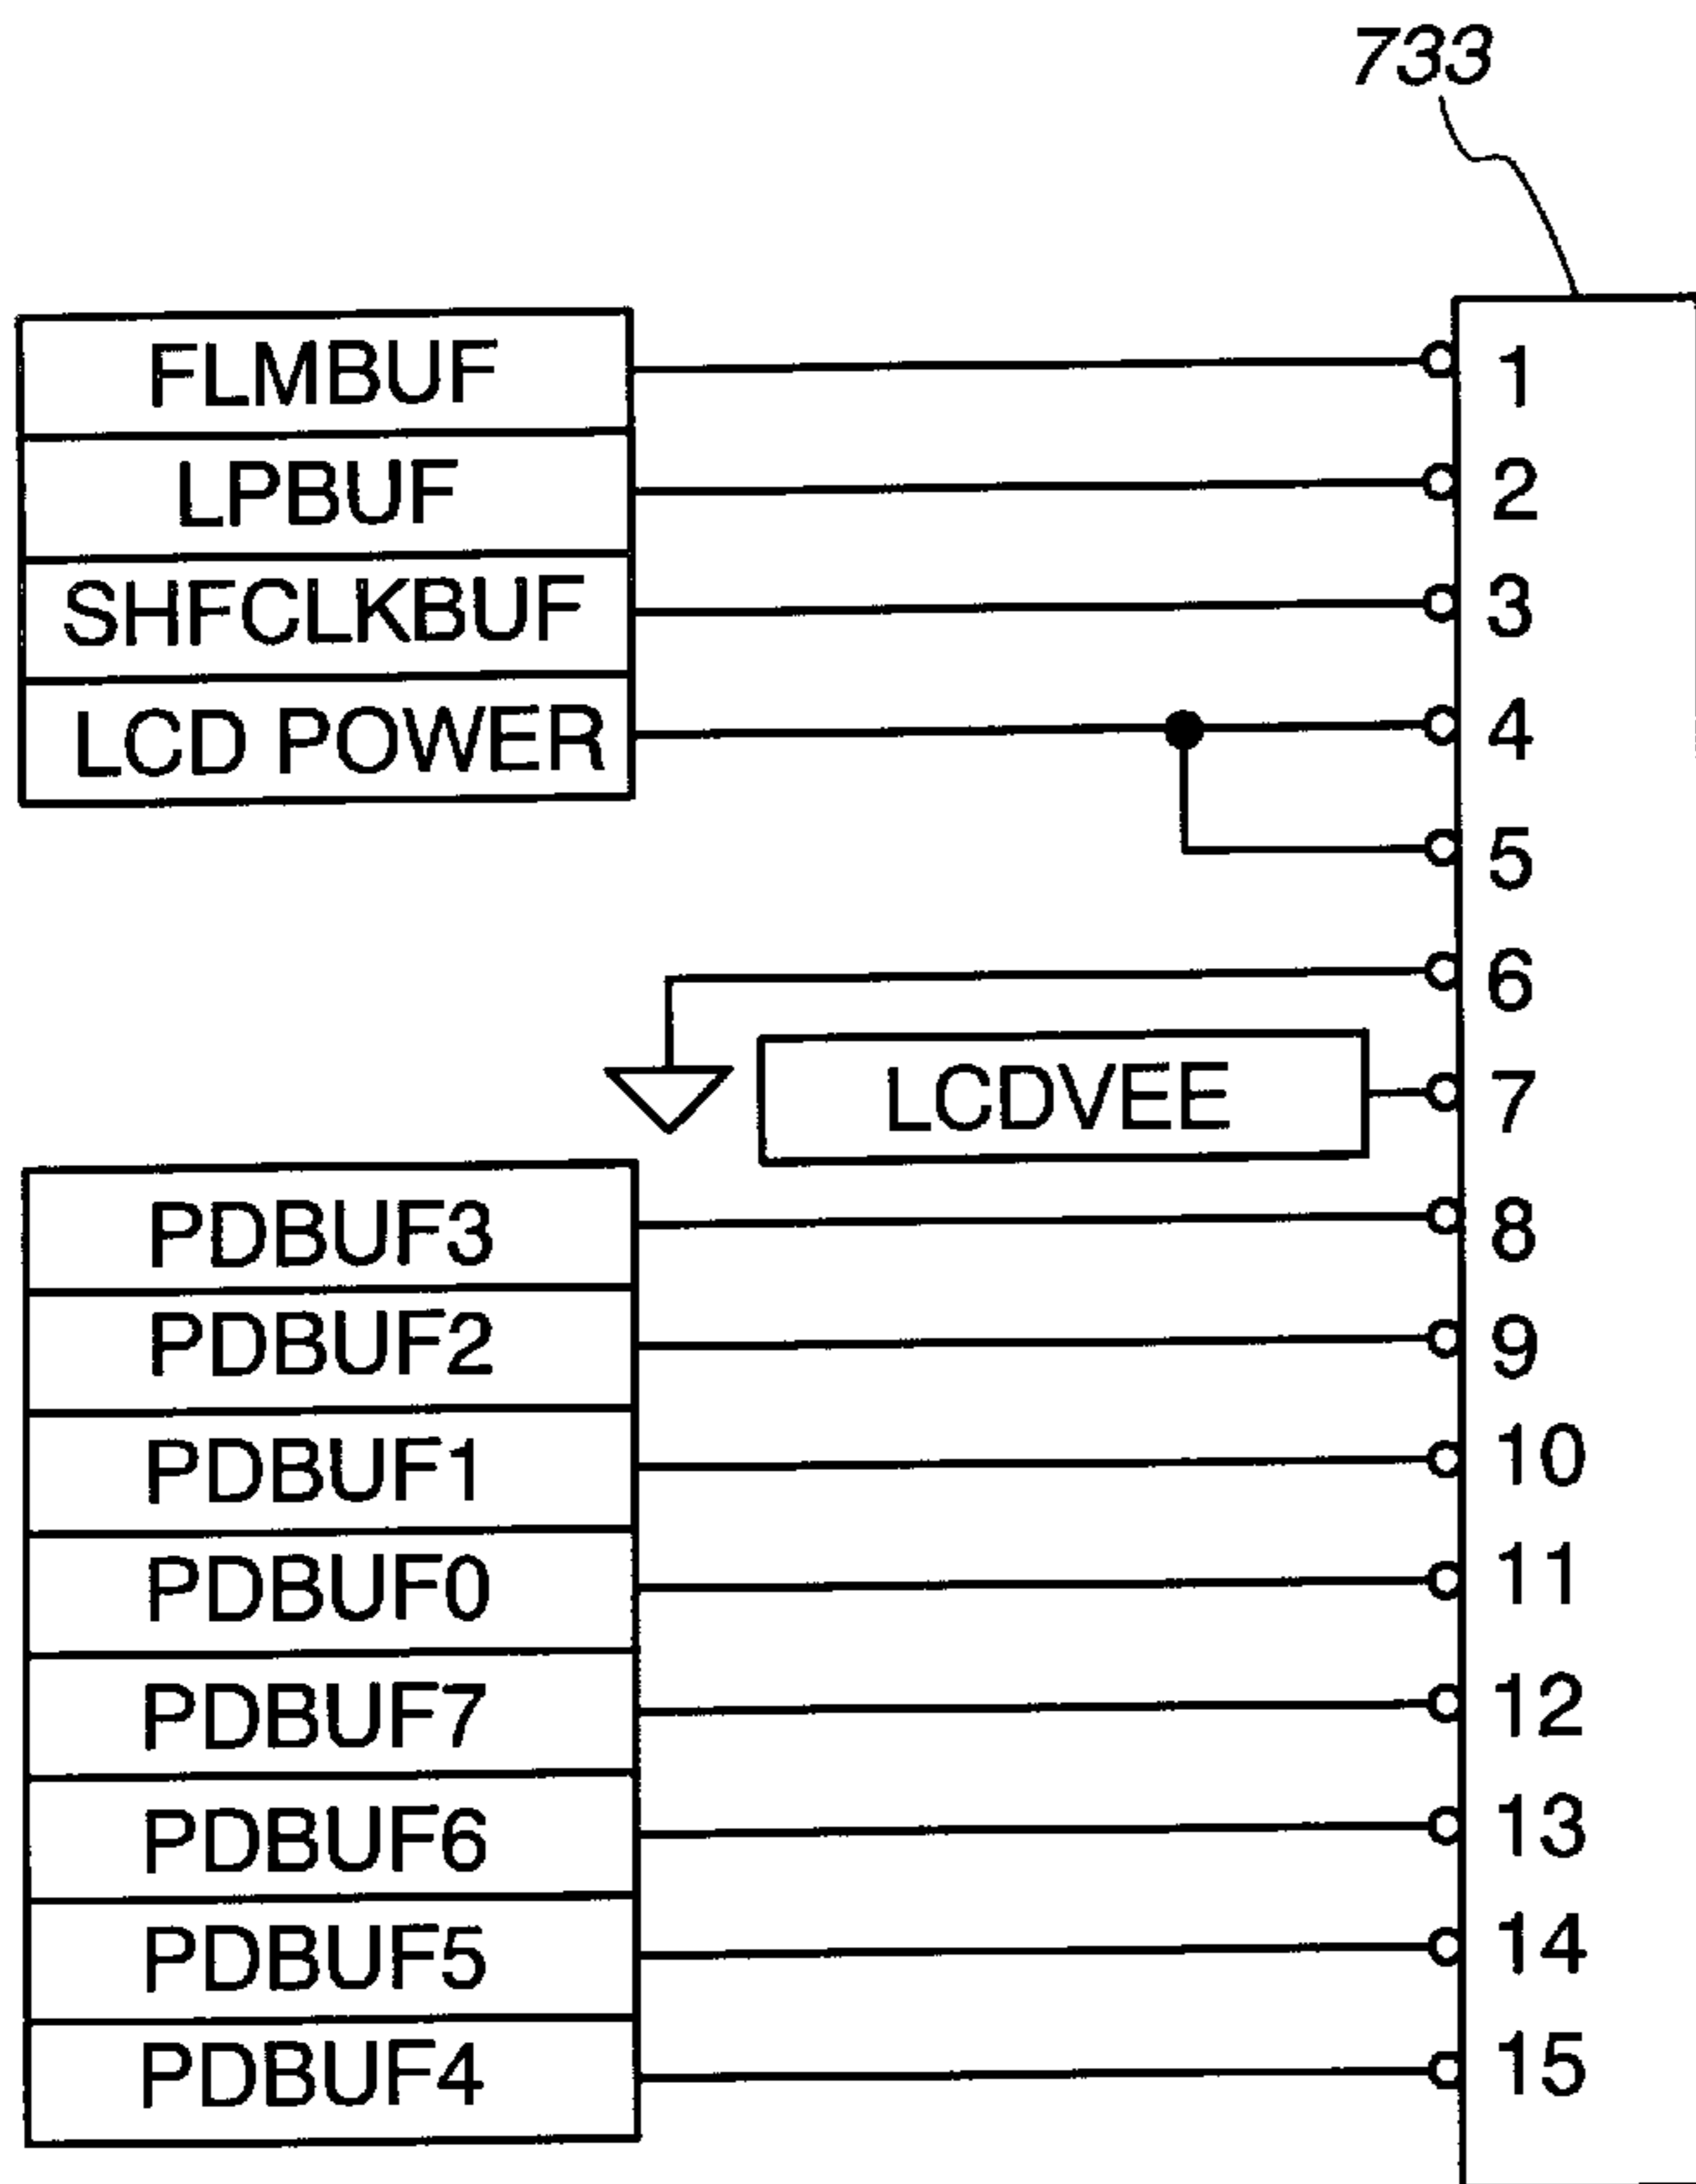 733
FLMBUF 1
LPBUF 2
SHFCLKBUF 3
LCD POWER 4
5
6
LCDVEE 7
PDBUF3 8
PDBUF2 9
PDBUF1 10
PDBUF0 11
PDBUF7 12
PDBUF6 13
PDBUF5 14
PDBUF4 15